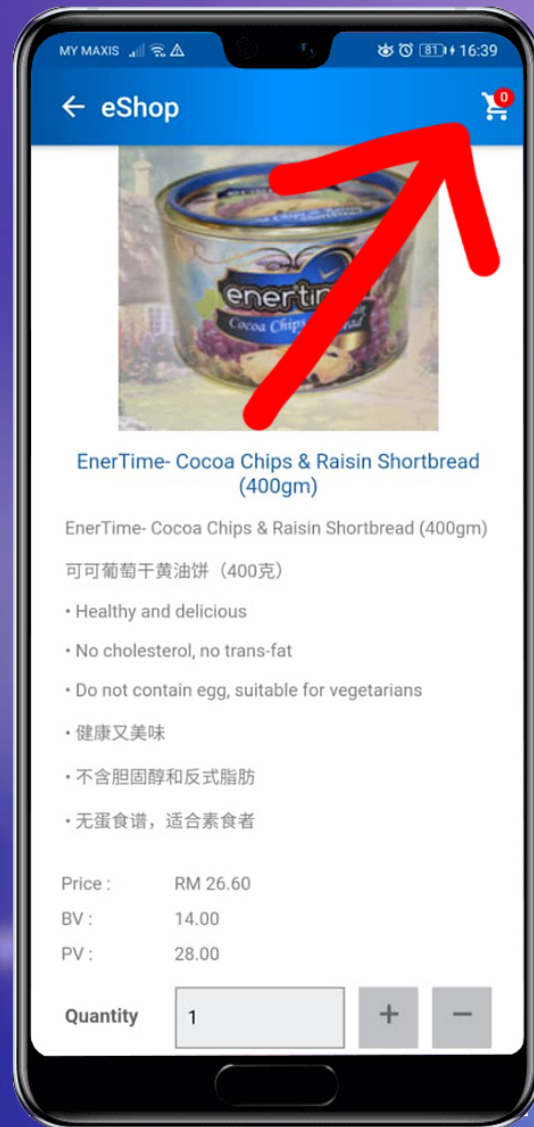 MY MAXIS 81 16:39
eShop 0
enertin
Cocoa Chips
EnerTime- Cocoa Chips & Raisin Shortbread
(400gm)
EnerTime- Cocoa Chips & Raisin Shortbread (400gm)
可可葡萄干黄油饼（400克）
• Healthy and delicious
• No cholesterol, no trans-fat
• Do not contain egg, suitable for vegetarians
• 健康又美味
• 不含胆固醇和反式脂肪
• 无蛋食谱，适合素食者
Price : RM 26.60
BV : 14.00
PV : 28.00
Quantity 1 + −